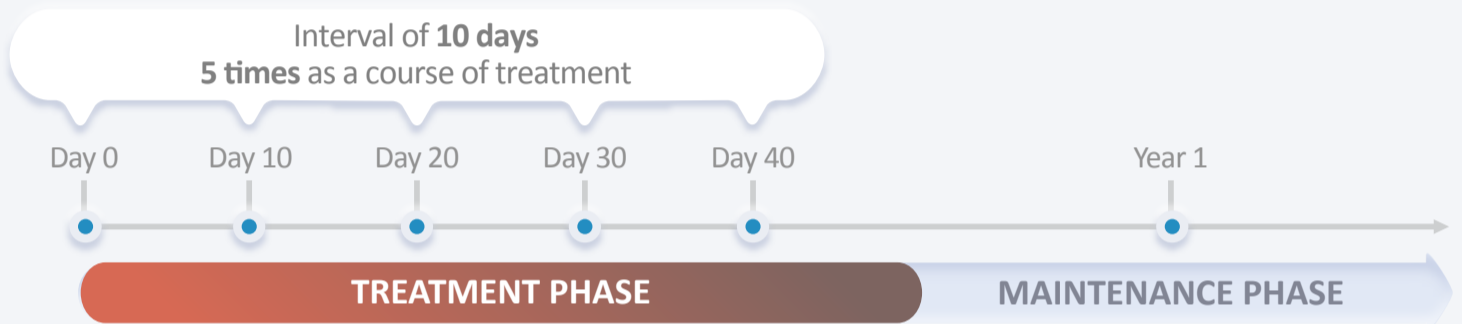 Interval of 10 days
5 times as a course of treatment
Day 0
Day 10
Day 20
Day 30
Day 40
Year 1
TREATMENT PHASE
MAINTENANCE PHASE